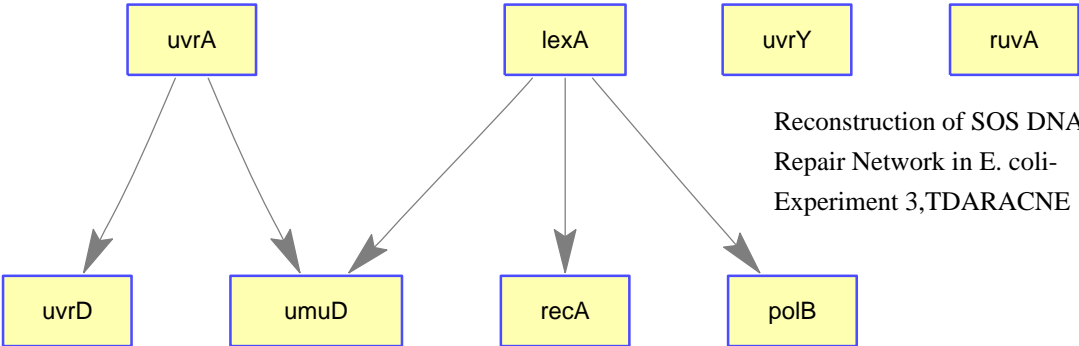 uvrA
lexA
uvrY
ruvA
Reconstruction of SOS DNA
Repair Network in E. coli-
Experiment 3,TDARACNE
uvrD
umuD
recA
polB